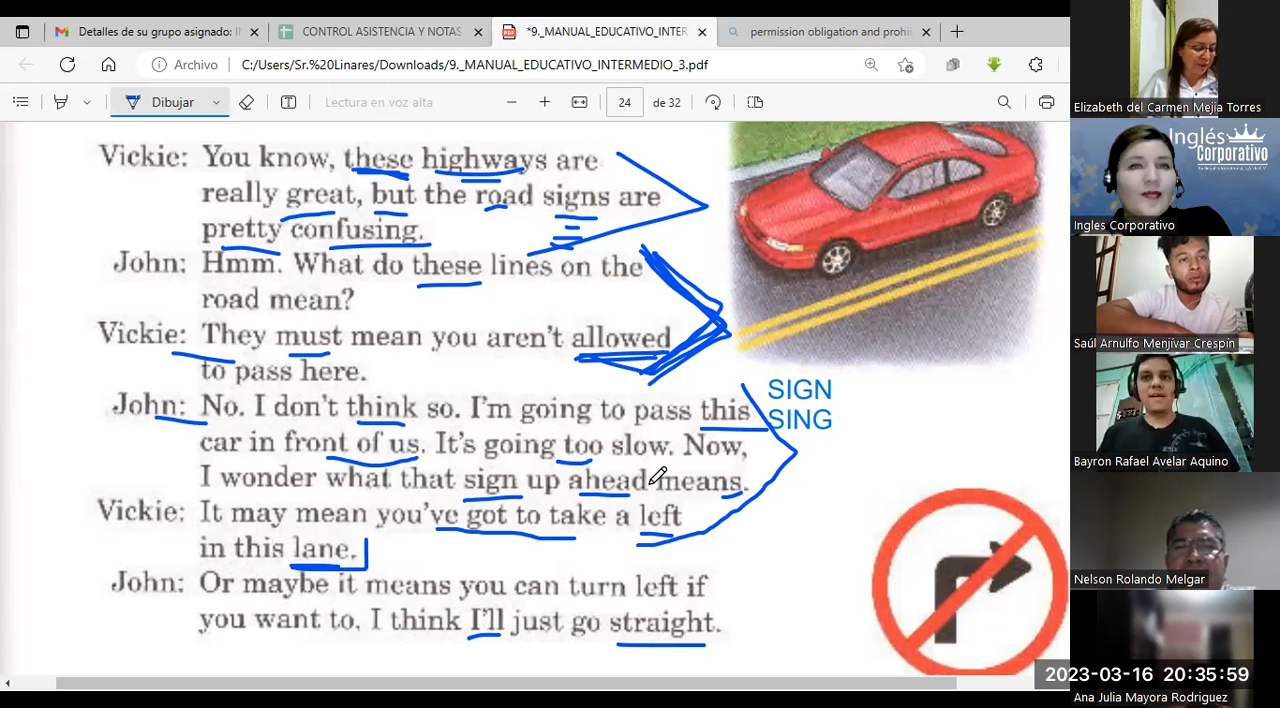 Detalles de su grupo asignado: I
CONTROL ASISTENCIA Y NOTAS
*9._MANUAL_EDUCATIVO_INTER
permission obligation and prohi
Archivo
C:/Users/Sr.%20Linares/Downloads/9._MANUAL_EDUCATIVO_INTERMEDIO_3.pdf
Dibujar
Lectura en voz alta
24
de 32
Vickie: You know, these highways are
really great, but the road signs are
pretty confusing.
John: Hmm. What do these lines on the
road mean?
Vickie: They must mean you aren't allowed
to pass here.
John: No. I don't think so. I'm going to pass this
car in front of us. It's going too slow. Now,
I wonder what that sign up ahead means.
Vickie: It may mean you've got to take a left
in this lane.
John: Or maybe it means you can turn left if
you want to. I think I'll just go straight.
SIGN
SING
Elizabeth del Carmen Mejia Torres
Inglés
Corporativo
Ingles Corporativo
Saúl Arnulfo Menjívar Crespín
Bayron Rafael Avelar Aquino
Nelson Rolando Melgar
2023-03-16 20:35:59
Ana Julia Mayora Rodriguez